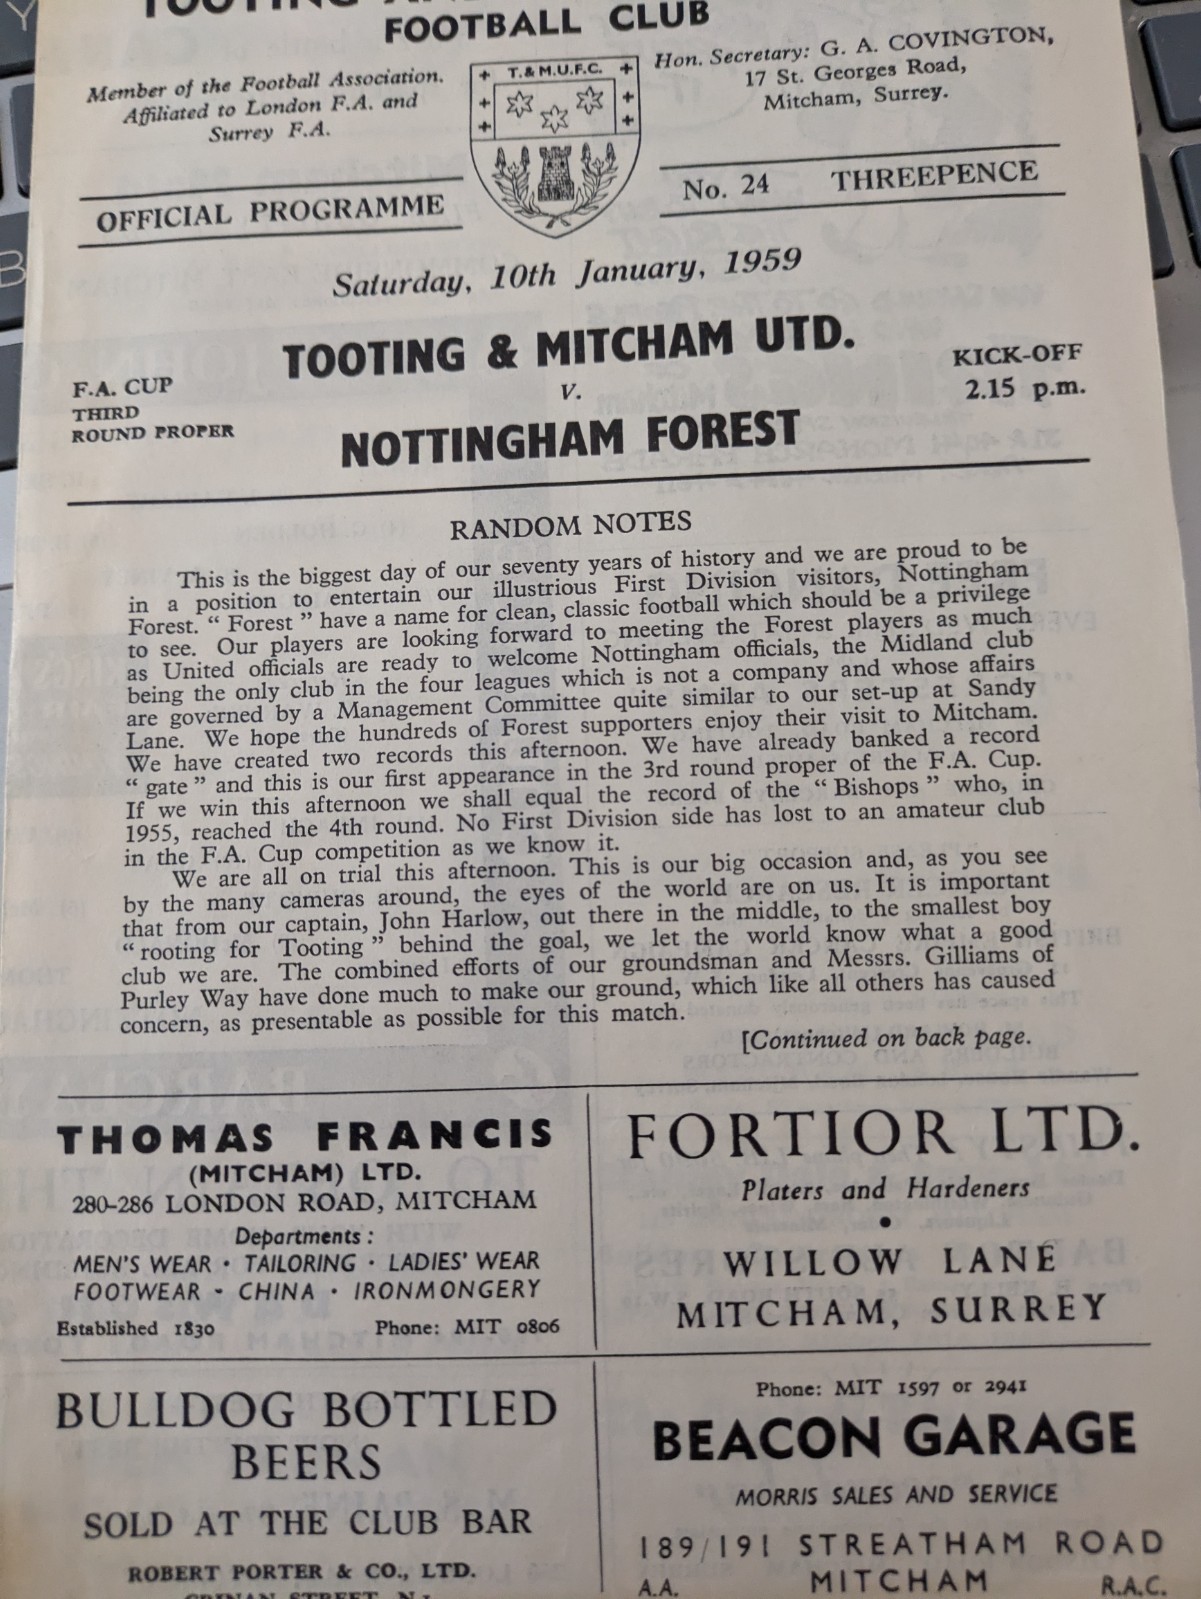 TOOTING AND
FOOTBALL CLUB
Member of the Football Association.
Affiliated to London F.A. and
Surrey F.A.
T.& M.U.F.C.
Hon. Secretary: G. A. COVINGTON,
17 St. Georges Road,
Mitcham, Surrey.
OFFICIAL PROGRAMME
No. 24 THREEPENCE
Saturday, 10th January, 1959
F.A. CUP
THIRD
ROUND PROPER
TOOTING & MITCHAM UTD.
v.
NOTTINGHAM FOREST
KICK-OFF
2.15 p.m.
RANDOM NOTES
This is the biggest day of our seventy years of history and we are proud to be
in a position to entertain our illustrious First Division visitors, Nottingham
Forest. “ Forest ” have a name for clean, classic football which should be a privilege
to see. Our players are looking forward to meeting the Forest players as much
as United officials are ready to welcome Nottingham officials, the Midland club
being the only club in the four leagues which is not a company and whose affairs
are governed by a Management Committee quite similar to our set-up at Sandy
Lane. We hope the hundreds of Forest supporters enjoy their visit to Mitcham.
We have created two records this afternoon. We have already banked a record
“ gate ” and this is our first appearance in the 3rd round proper of the F.A. Cup.
If we win this afternoon we shall equal the record of the “ Bishops ” who, in
1955, reached the 4th round. No First Division side has lost to an amateur club
in the F.A. Cup competition as we know it.
We are all on trial this afternoon. This is our big occasion and, as you see
by the many cameras around, the eyes of the world are on us. It is important
that from our captain, John Harlow, out there in the middle, to the smallest boy
“ rooting for Tooting ” behind the goal, we let the world know what a good
club we are. The combined efforts of our groundsman and Messrs. Gilliams of
Purley Way have done much to make our ground, which like all others has caused
concern, as presentable as possible for this match.
[Continued on back page.
THOMAS FRANCIS
(MITCHAM) LTD.
280-286 LONDON ROAD, MITCHAM
Departments :
MEN'S WEAR · TAILORING · LADIES' WEAR
FOOTWEAR - CHINA · IRONMONGERY
Established 1830 Phone: MIT 0806
FORTIOR LTD.
Platers and Hardeners
•
WILLOW LANE
MITCHAM, SURREY
BULLDOG BOTTLED
BEERS
SOLD AT THE CLUB BAR
ROBERT PORTER & CO., LTD.
STREET, N.1
Phone: MIT 1597 or 2941
BEACON GARAGE
MORRIS SALES AND SERVICE
189/191 STREATHAM ROAD
A.A. MITCHAM R.A.C.